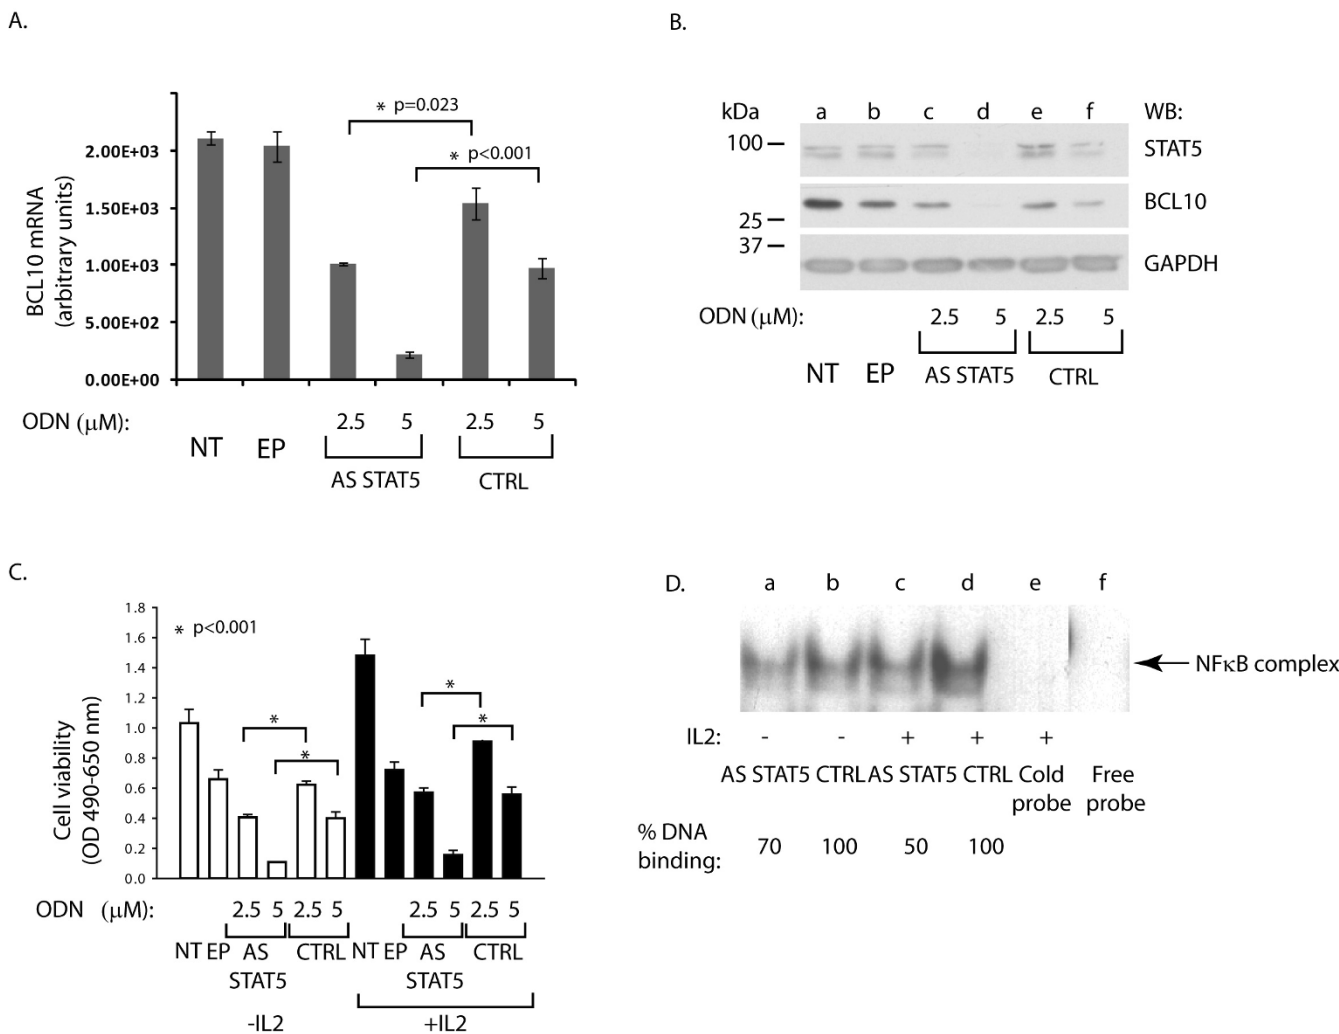 A.
* p=0.023
* p<0.001
2.00E+03
1.50E+03
1.00E+03
5.00E+02
0.00E+00
BCL10 mRNA
(arbitrary units)
ODN (μM): 2.5 5 2.5 5
NT EP
AS STAT5 CTRL
B.
kDa a b c d e f WB:
100 STAT5
BCL10
25
37
GAPDH
ODN (μM): 2.5 5 2.5 5
NT EP AS STAT5 CTRL
C.
1.8
* p<0.001
1.6
1.4
1.2
* *
1.0
* *
0.8
0.6
0.4
0.2
0.0
Cell viability
(OD 490-650 nm)
ODN (μM): 2.5 5 2.5 5 2.5 5 2.5 5
NT EP AS CTRL NT EP AS CTRL
STAT5 STAT5
-IL2 +IL2
D.
a b c d e f
NFκB complex
IL2: - - + + +
AS STAT5 CTRL AS STAT5 CTRL Cold Free
probe probe
% DNA
binding: 70 100 50 100